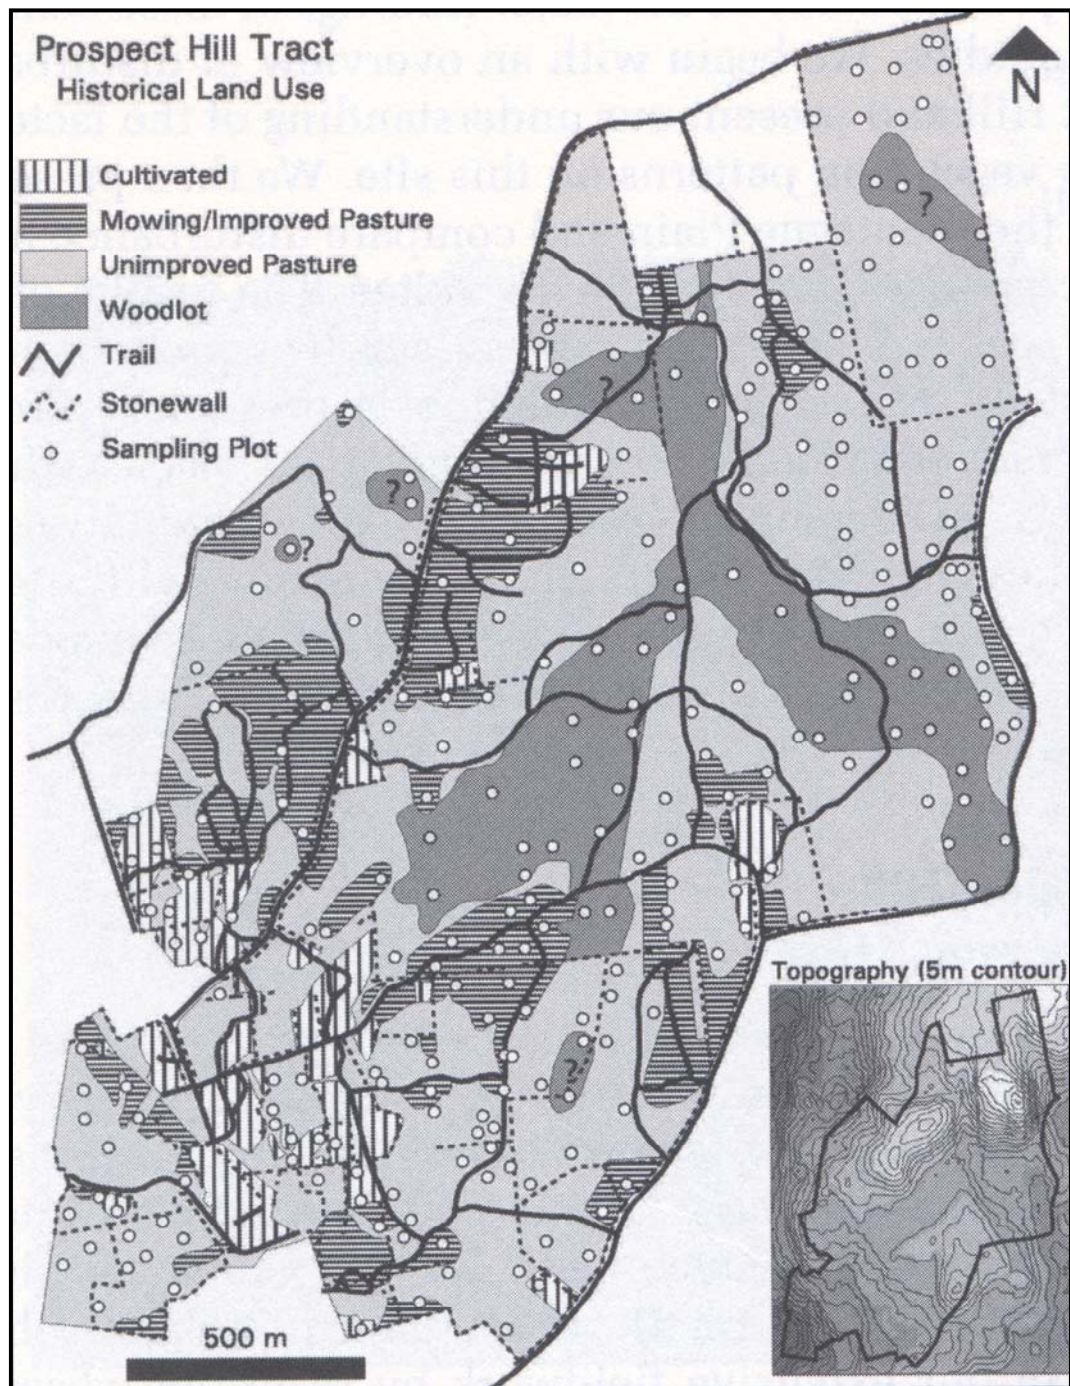 Prospect Hill Tract
Historical Land Use
Cultivated
Mowing/Improved Pasture
Unimproved Pasture
Woodlot
Trail
Stonewall
Sampling Plot
N
?
?
?
?
?
500 m
Topography (5m contour)